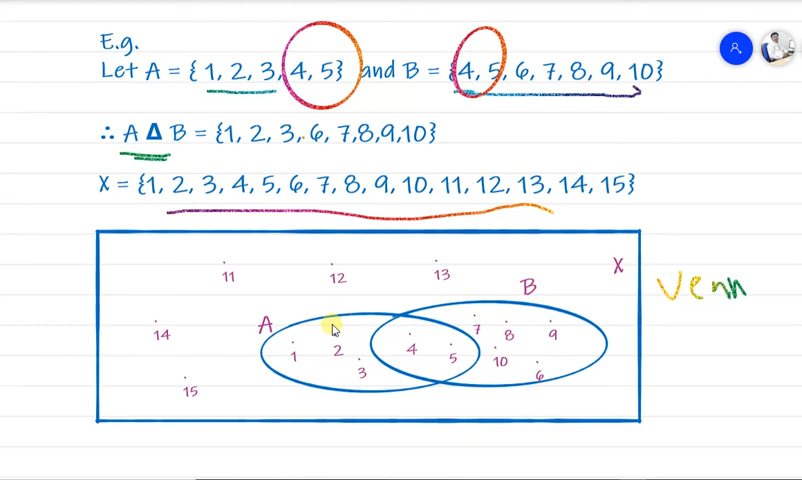 E.g.
Let A = { 1, 2, 3, 4, 5} and B = {4, 5, 6, 7, 8, 9, 10}
∴ A Δ B = {1, 2, 3, 6, 7,8,9,10}
X = {1, 2, 3, 4, 5, 6, 7, 8, 9, 10, 11, 12, 13, 14, 15}
11 12 13 X
B
Venn
14 A 7 8 9
1 2 4 5 10
3 6
15